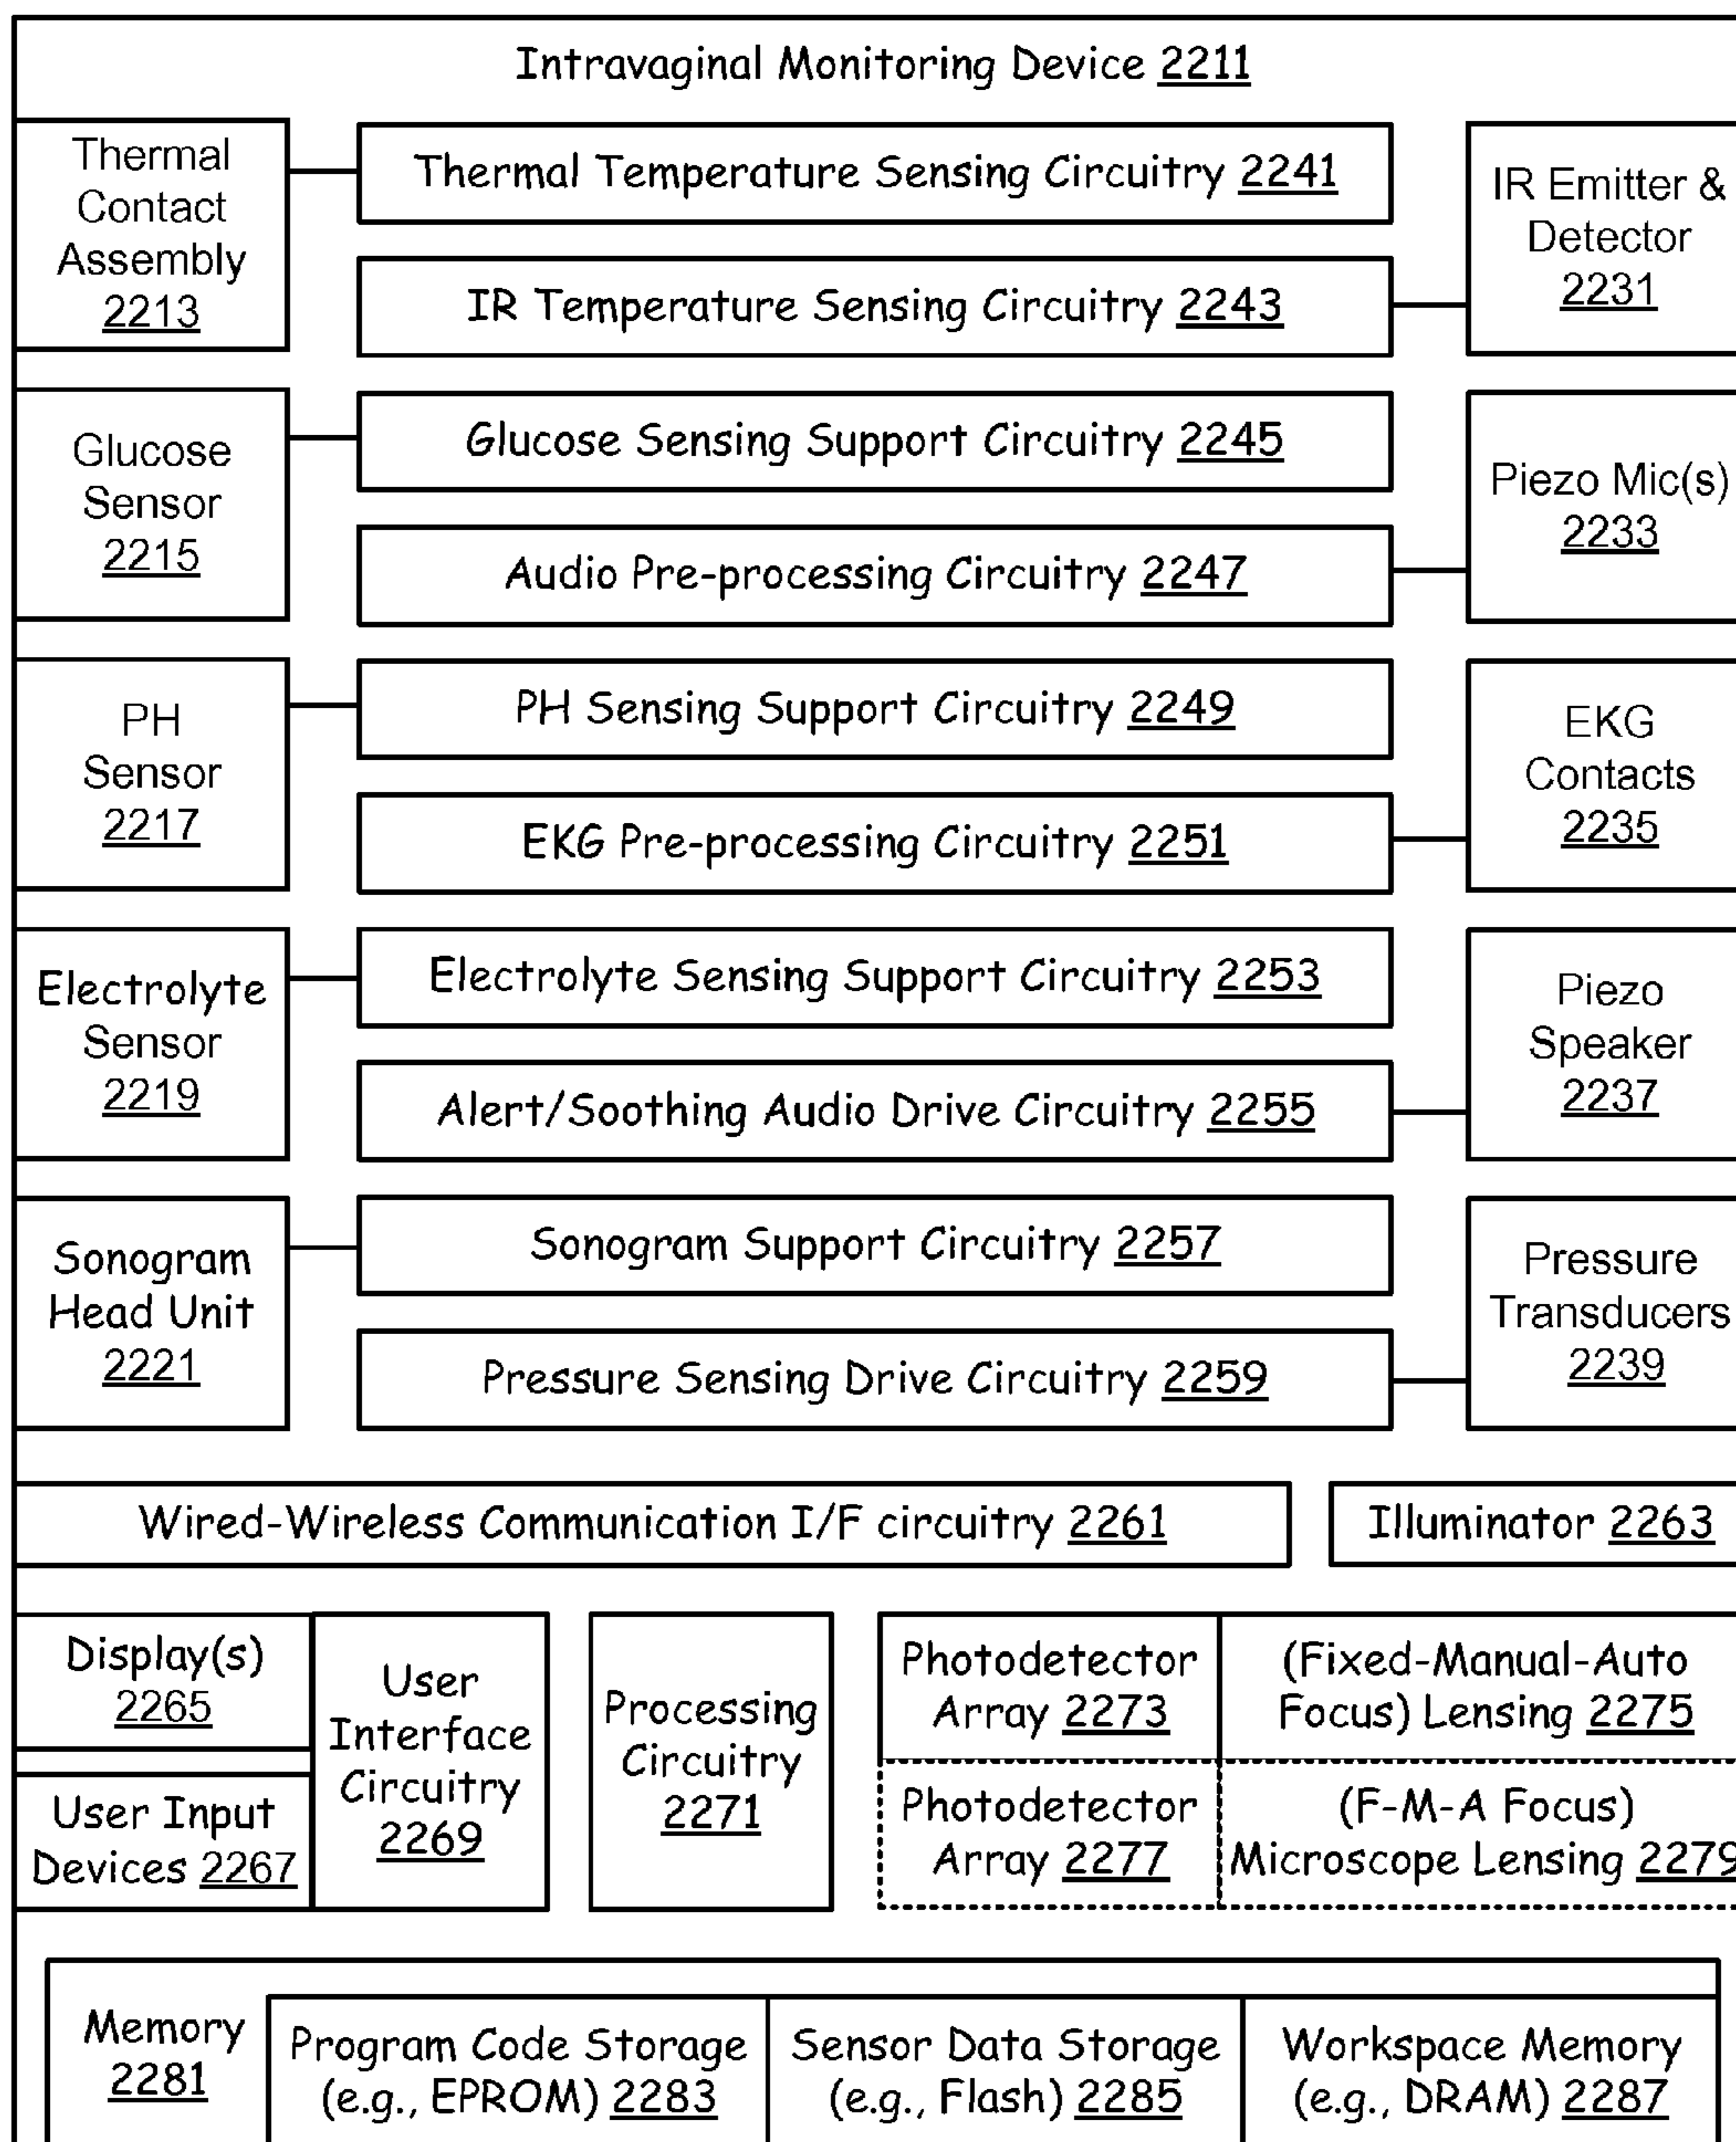 Intravaginal Monitoring Device 2211
Thermal
Contact
Assembly
2213
Thermal Temperature Sensing Circuitry 2241
IR Emitter &
Detector
2231
IR Temperature Sensing Circuitry 2243
Glucose
Sensor
2215
Glucose Sensing Support Circuitry 2245
Piezo Mic(s)
2233
Audio Pre-processing Circuitry 2247
PH
Sensor
2217
PH Sensing Support Circuitry 2249
EKG
Contacts
2235
EKG Pre-processing Circuitry 2251
Electrolyte
Sensor
2219
Electrolyte Sensing Support Circuitry 2253
Piezo
Speaker
2237
Alert/Soothing Audio Drive Circuitry 2255
Sonogram
Head Unit
2221
Sonogram Support Circuitry 2257
Pressure
Transducers
2239
Pressure Sensing Drive Circuitry 2259
Wired-Wireless Communication I/F circuitry 2261
Illuminator 2263
Display(s)
2265
User Input
Devices 2267
User
Interface
Circuitry
2269
Processing
Circuitry
2271
Photodetector
Array 2273
(Fixed-Manual-Auto
Focus) Lensing 2275
Photodetector
Array 2277
(F-M-A Focus)
Microscope Lensing 2279
Memory
2281
Program Code Storage
(e.g., EPROM) 2283
Sensor Data Storage
(e.g., Flash) 2285
Workspace Memory
(e.g., DRAM) 2287